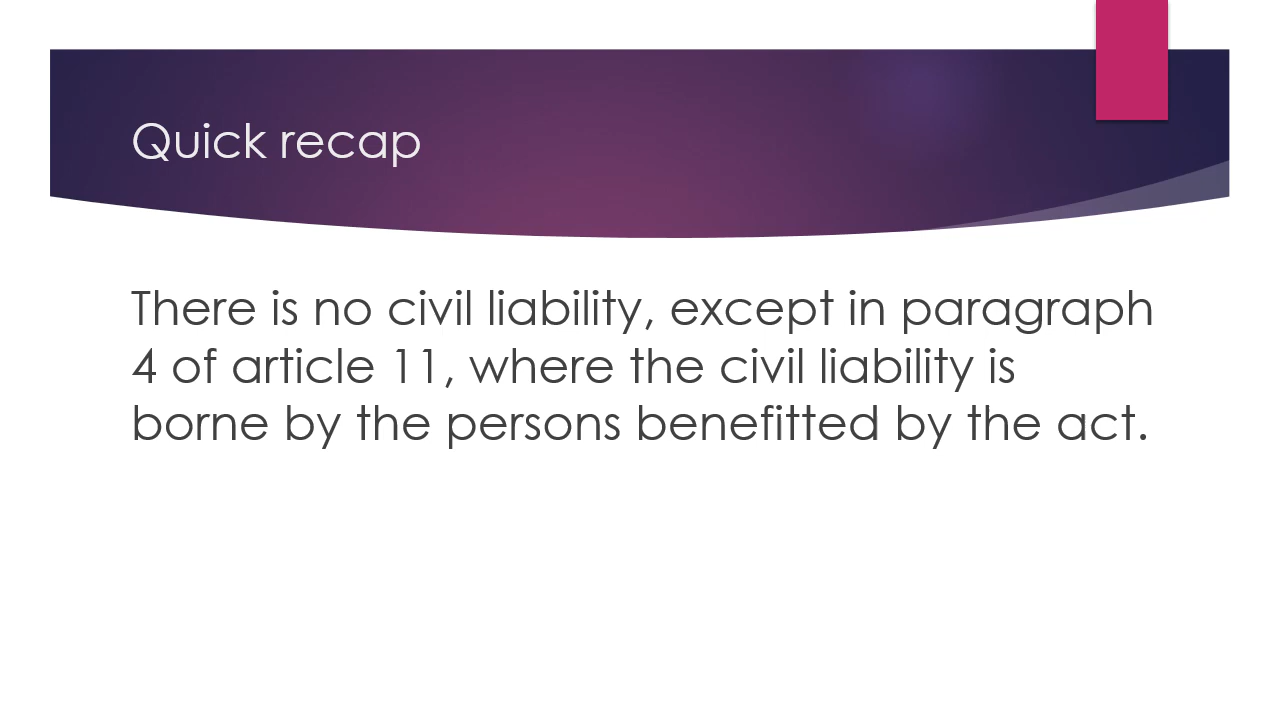 Quick recap
There is no civil liability, except in paragraph
4 of article 11, where the civil liability is
borne by the persons benefitted by the act.